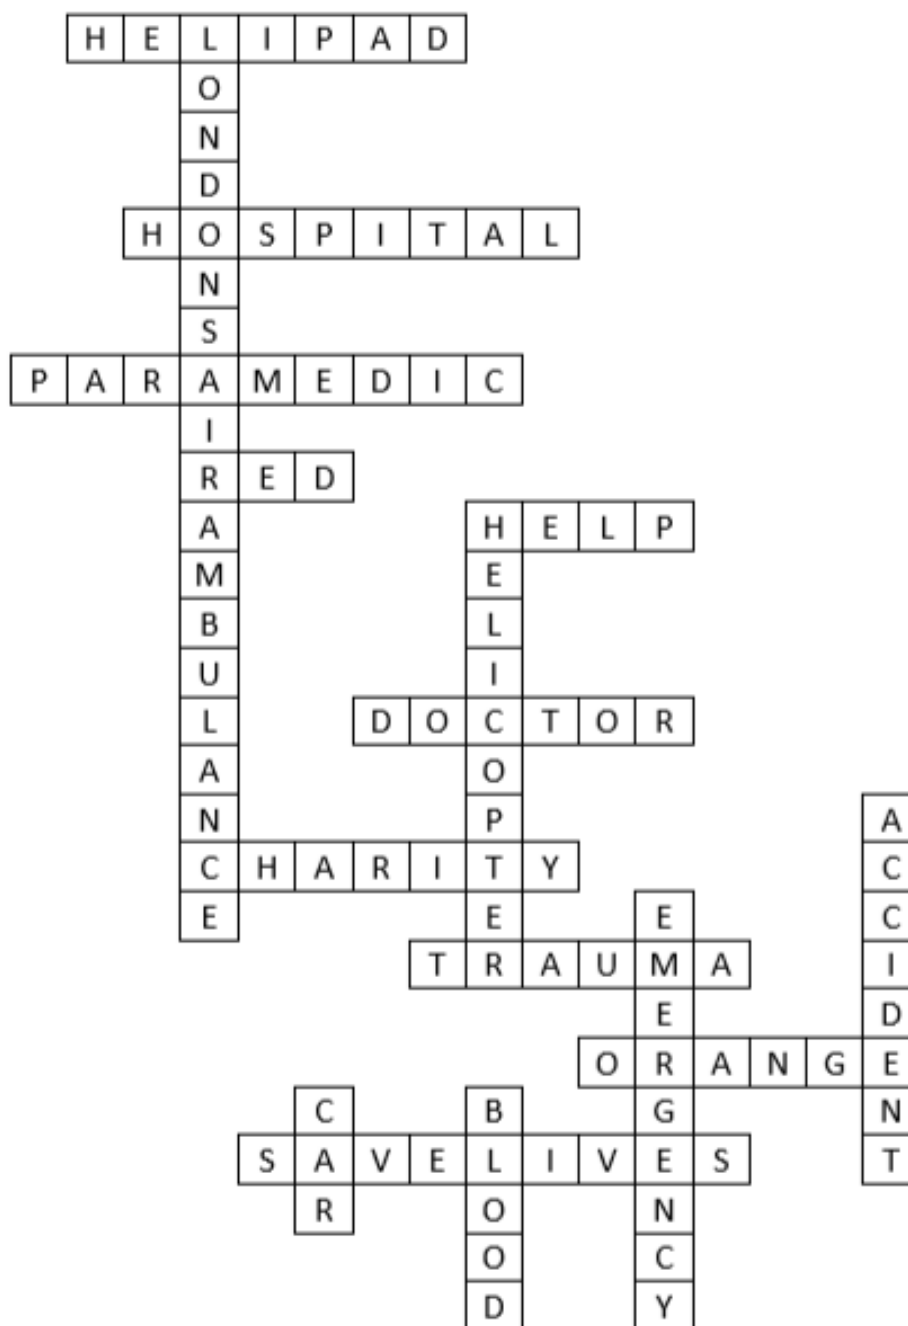 HELIPAD
LONDONSAIRAMBULANCE
HOSPITAL
PARAMEDIC
RED
HELP
HELICOPTER
DOCTOR
ACCIDENT
CHARITY
EMERGENCY
TRAUMA
ORANGE
CAR
BLOOD
SAVELIVES